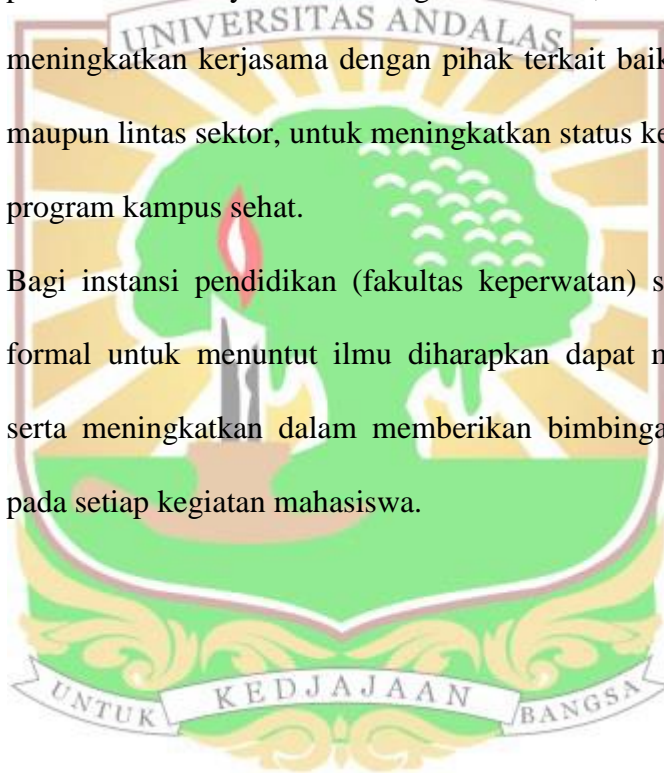 UNIVERSITAS ANDALAS
meningkatkan kerjasama dengan pihak terkait baik
maupun lintas sektor, untuk meningkatkan status ke
program kampus sehat.
Bagi instansi pendidikan (fakultas keperwatan) s
formal untuk menuntut ilmu diharapkan dapat m
serta meningkatkan dalam memberikan bimbinga
pada setiap kegiatan mahasiswa.
UNTUK KEDJAJAAN BANGSA